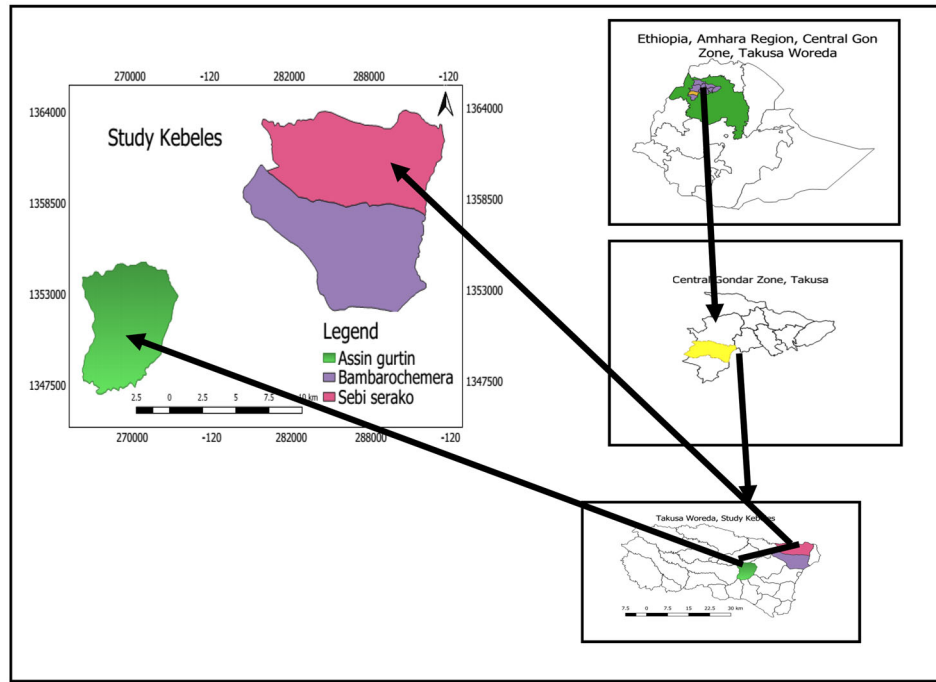 270000 -120 282000 288000 -120
1364000
1364000
Study Kebeles
1358500
1358500
1353000
1353000
1347500
1347500
Legend
Assin gurtin
Bambarochemera
Sebi serako
2.5 0 2.5 5 7.5 10 km
270000 -120 282000 288000 -120
Ethiopia, Amhara Region, Central Gon
Zone, Takusa Woreda
Central Gondar Zone, Takusa
Takusa Woreda, Study Kebeles
7.5 0 7.5 15 22.5 30 km